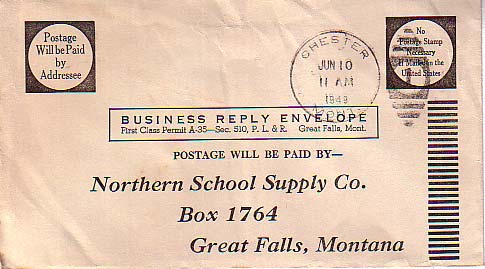 Postage
Will be Paid
by
Addressee
CHESTER
JUN 10
11 AM
1949
MONT.
No
Postage Stamp
Necessary
If Mailed in the
United States
BUSINESS REPLY ENVELOPE
First Class Permit A-35—Sec. 510, P. L. & R. Great Falls, Mont.
POSTAGE WILL BE PAID BY—
Northern School Supply Co.
Box 1764
Great Falls, Montana